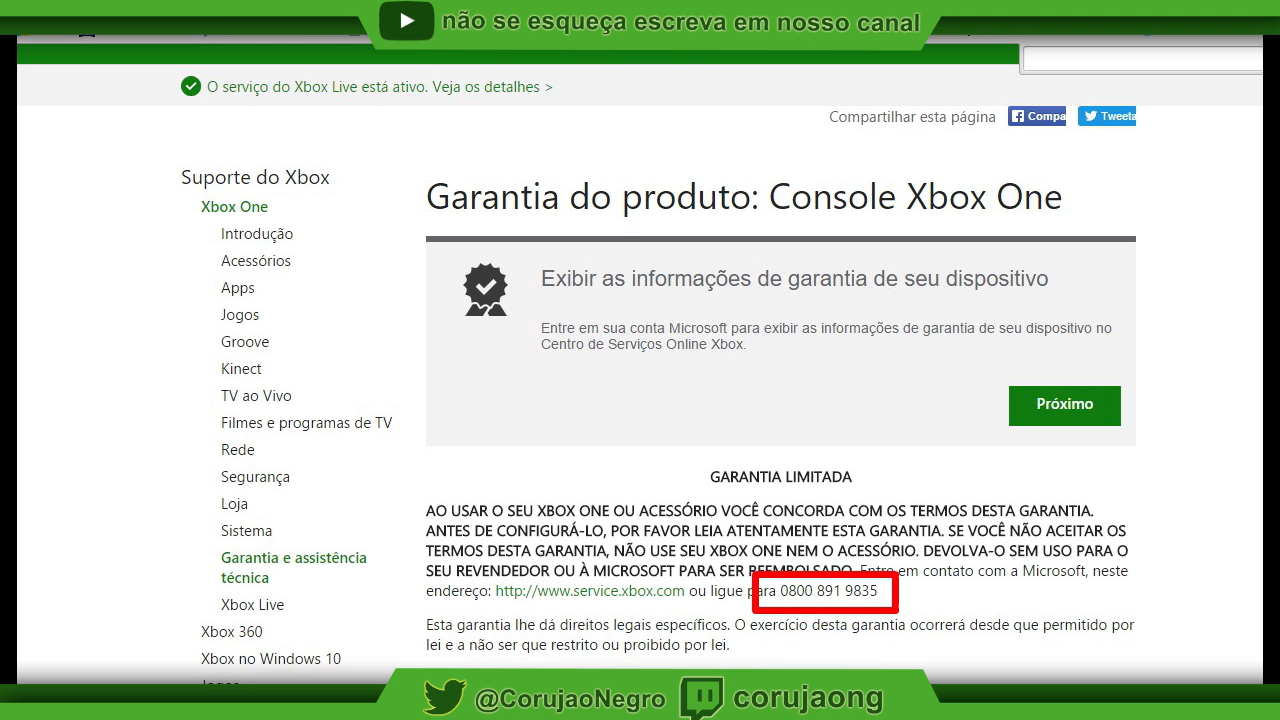 não se esqueça escreva em nosso canal
O serviço do Xbox Live está ativo. Veja os detalhes >
Compartilhar esta página
Compa
Tweeta
Suporte do Xbox
Xbox One
Introdução
Acessórios
Apps
Jogos
Groove
Kinect
TV ao Vivo
Filmes e programas de TV
Rede
Segurança
Loja
Sistema
Garantia e assistência
técnica
Xbox Live
Xbox 360
Xbox no Windows 10
Garantia do produto: Console Xbox One
Exibir as informações de garantia de seu dispositivo
Entre em sua conta Microsoft para exibir as informações de garantia de seu dispositivo no
Centro de Serviços Online Xbox.
Próximo
GARANTIA LIMITADA
AO USAR O SEU XBOX ONE OU ACESSÓRIO VOCÊ CONCORDA COM OS TERMOS DESTA GARANTIA.
ANTES DE CONFIGURÁ-LO, POR FAVOR LEIA ATENTAMENTE ESTA GARANTIA. SE VOCÊ NÃO ACEITAR OS
TERMOS DESTA GARANTIA, NÃO USE SEU XBOX ONE NEM O ACESSÓRIO. DEVOLVA-O SEM USO PARA O
SEU REVENDEDOR OU À MICROSOFT PARA SER REEMBOLSADO. Entre em contato com a Microsoft, neste
endereço: http://www.service.xbox.com ou ligue para 0800 891 9835
Esta garantia lhe dá direitos legais específicos. O exercício desta garantia ocorrerá desde que permitido por
lei e a não ser que restrito ou proibido por lei.
@CorujaoNegro
corujaong